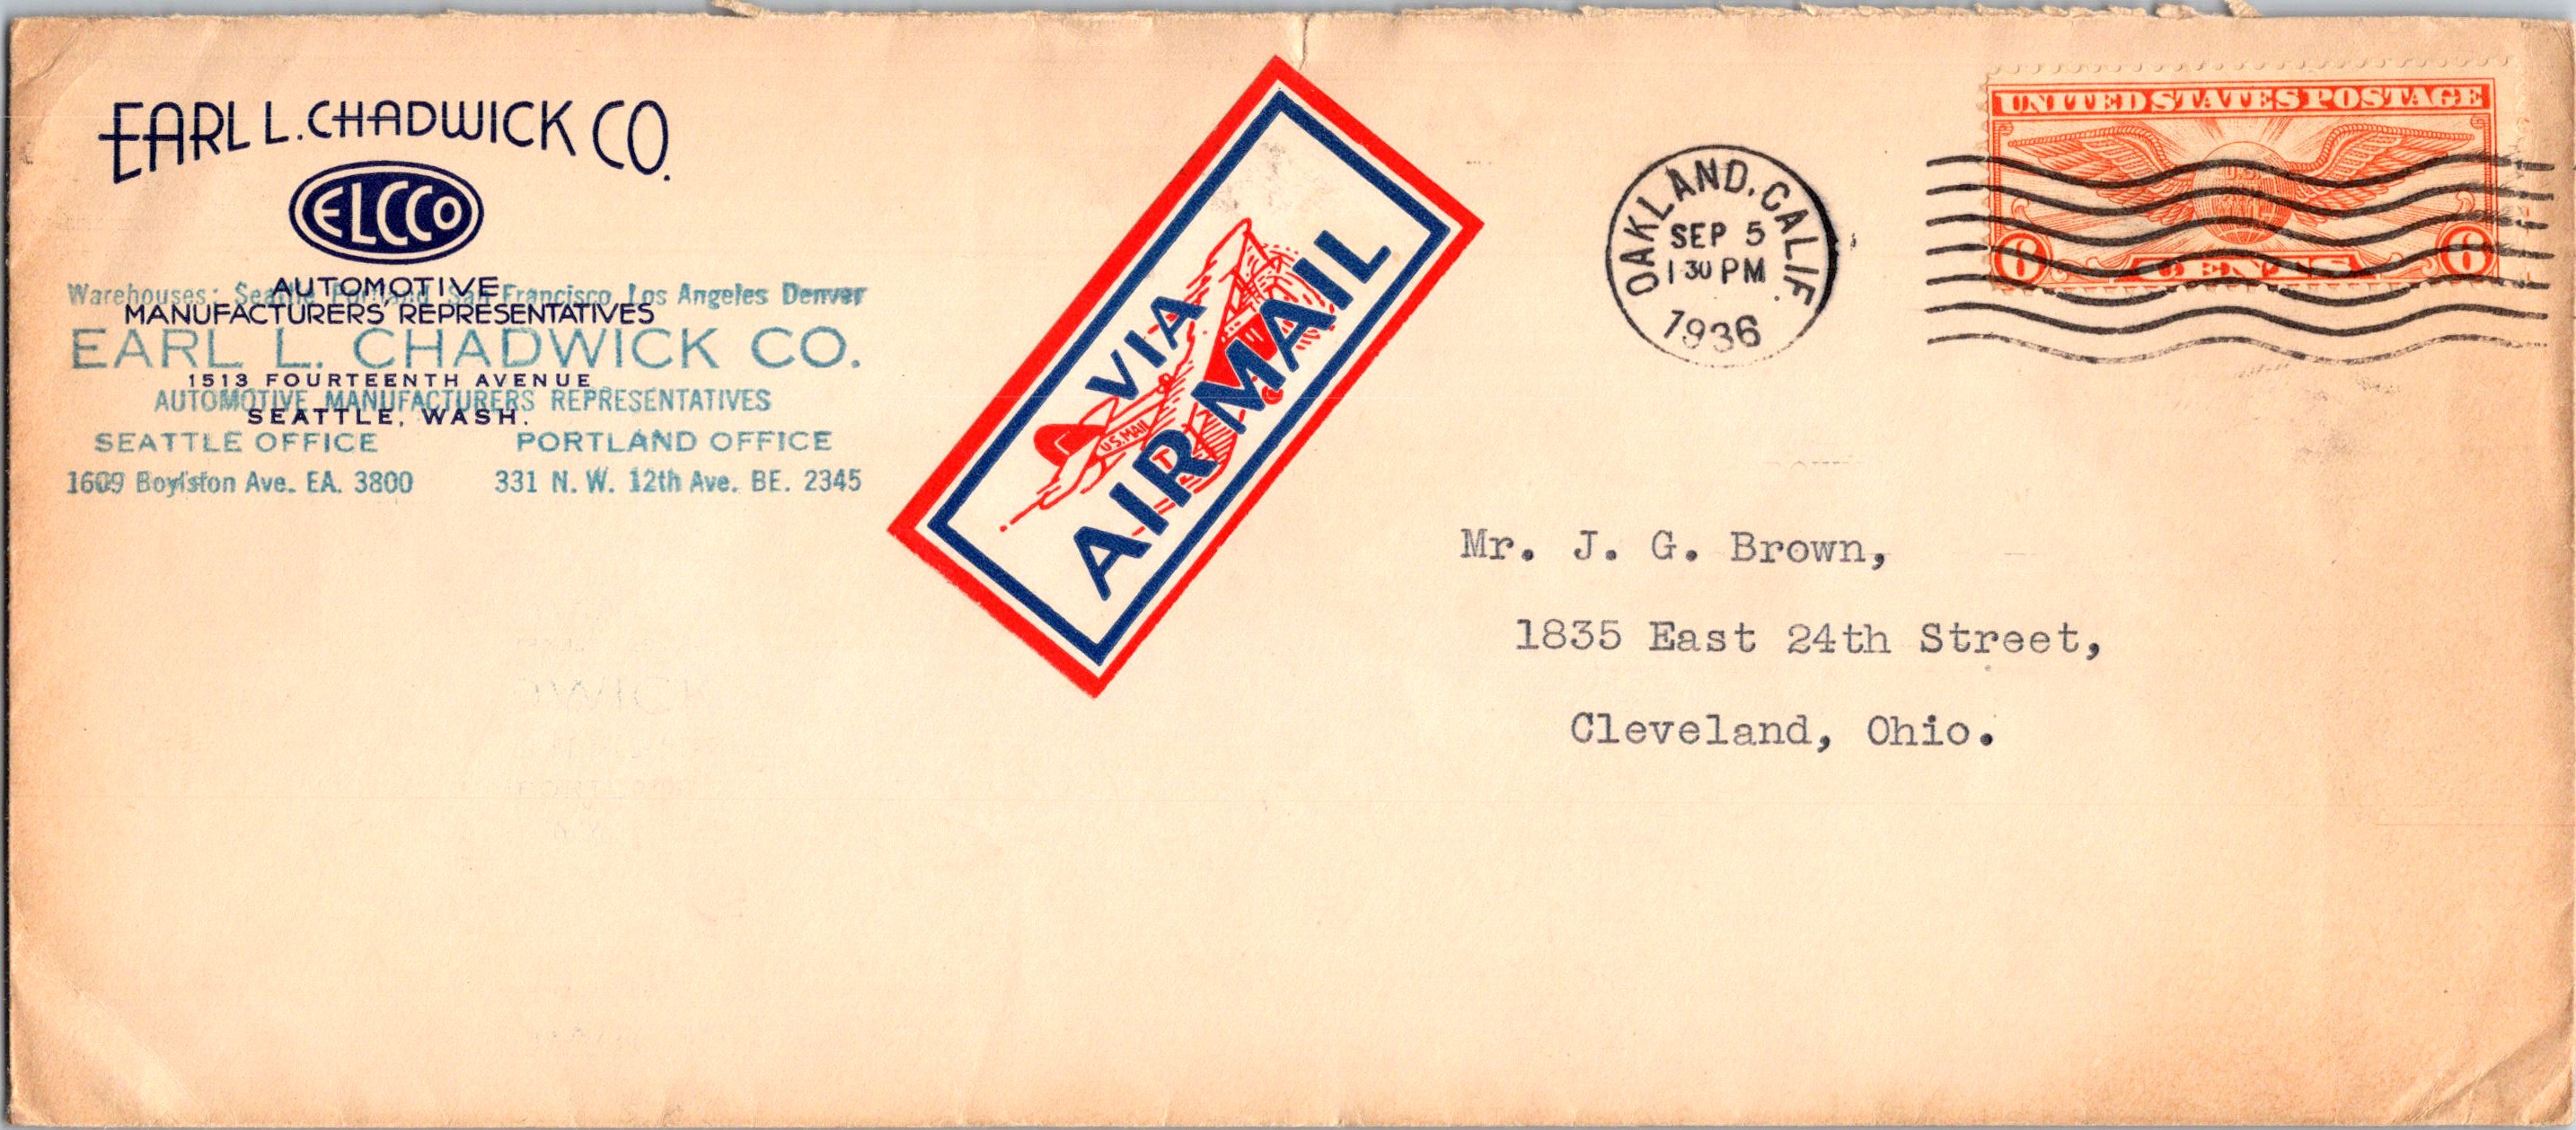 EARL L. CHADWICK CO.
ELCCO
AUTOMOTIVE
MANUFACTURERS' REPRESENTATIVES
1513 FOURTEENTH AVENUE
SEATTLE, WASH.
Warehouses: Seattle Portland San Francisco Los Angeles Denver
EARL L. CHADWICK CO.
AUTOMOTIVE MANUFACTURERS REPRESENTATIVES
SEATTLE OFFICE PORTLAND OFFICE
1609 Boylston Ave. EA. 3800 331 N. W. 12th Ave. BE. 2345
VIA
AIR MAIL
U.S. MAIL
OAKLAND, CALIF.
SEP 5
1 30 PM
1936
UNITED STATES POSTAGE
6 CENTS 6
Mr. J. G. Brown,
1835 East 24th Street,
Cleveland, Ohio.